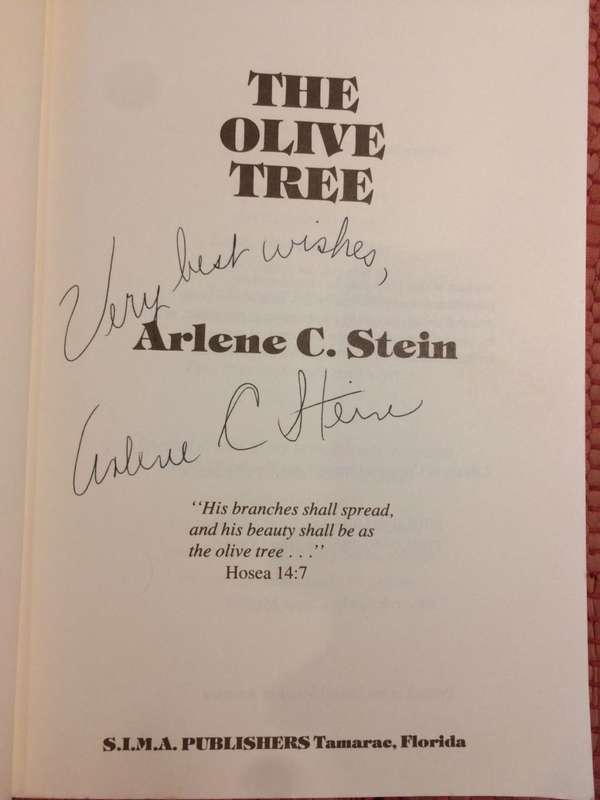 THE
OLIVE
TREE
Very best wishes,
Arlene C. Stein
Arlene C Stein
‘‘His branches shall spread,
and his beauty shall be as
the olive tree . . .’’
Hosea 14:7
S.I.M.A. PUBLISHERS Tamarac, Florida